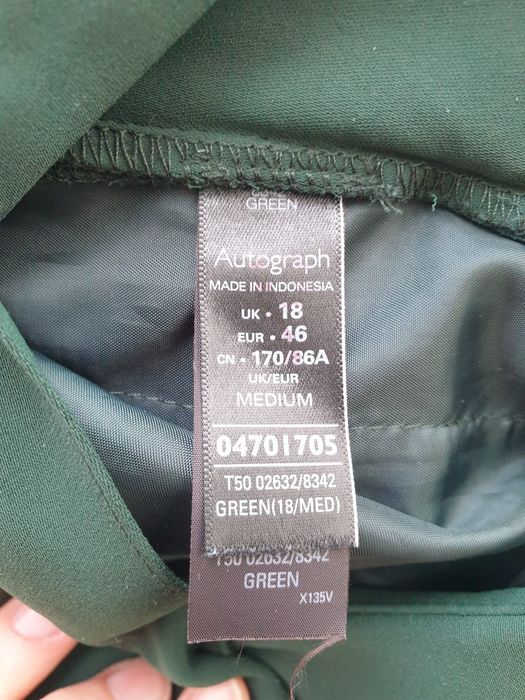 GREEN
Autograph
MADE IN INDONESIA
UK • 18
EUR • 46
CN • 170/86A
UK/EUR
MEDIUM
04701705
T50 02632/8342
GREEN(18/MED)
T50 02632/8342
GREEN
X135V